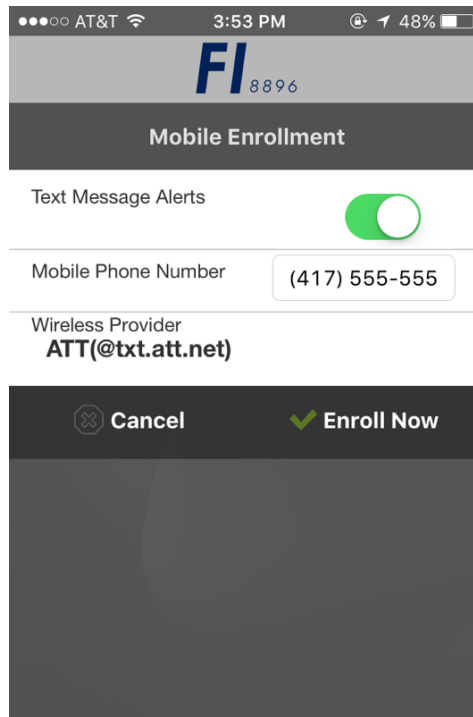 AT&T 3:53 PM 48%
FI 8896
Mobile Enrollment
Text Message Alerts
Mobile Phone Number (417) 555-555
Wireless Provider
ATT(@txt.att.net)
Cancel Enroll Now